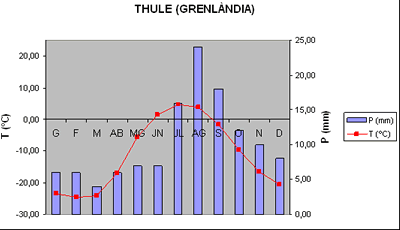 THULE (GRENLÀNDIA)
20,00
10,00
0,00
-10,00
-20,00
-30,00
T (°C)
G F M AB MG JN JL AG S O N D
25,00
20,00
15,00
10,00
5,00
0,00
P (mm)
P (mm)
T (°C)